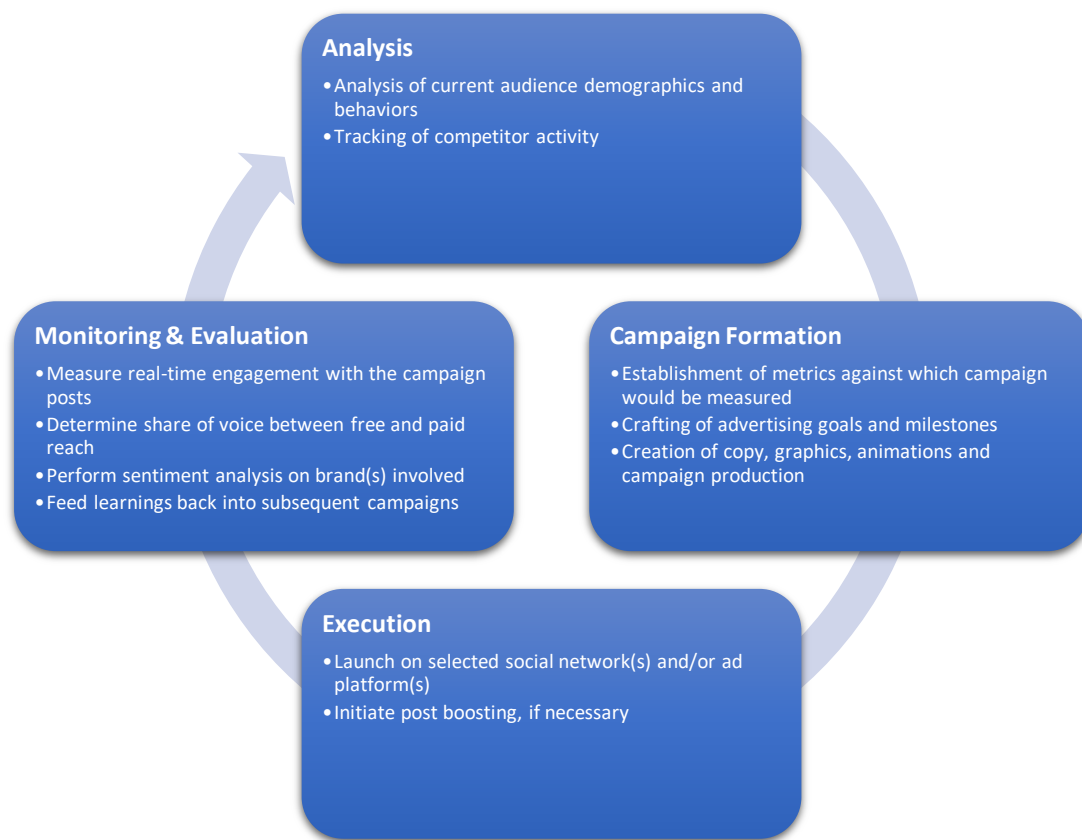 Analysis
•Analysis of current audience demographics and
behaviors
•Tracking of competitor activity
Campaign Formation
•Establishment of metrics against which campaign
would be measured
•Crafting of advertising goals and milestones
•Creation of copy, graphics, animations and
campaign production
Execution
•Launch on selected social network(s) and/or ad
platform(s)
•Initiate post boosting, if necessary
Monitoring & Evaluation
•Measure real-time engagement with the campaign
posts
•Determine share of voice between free and paid
reach
•Perform sentiment analysis on brand(s) involved
•Feed learnings back into subsequent campaigns